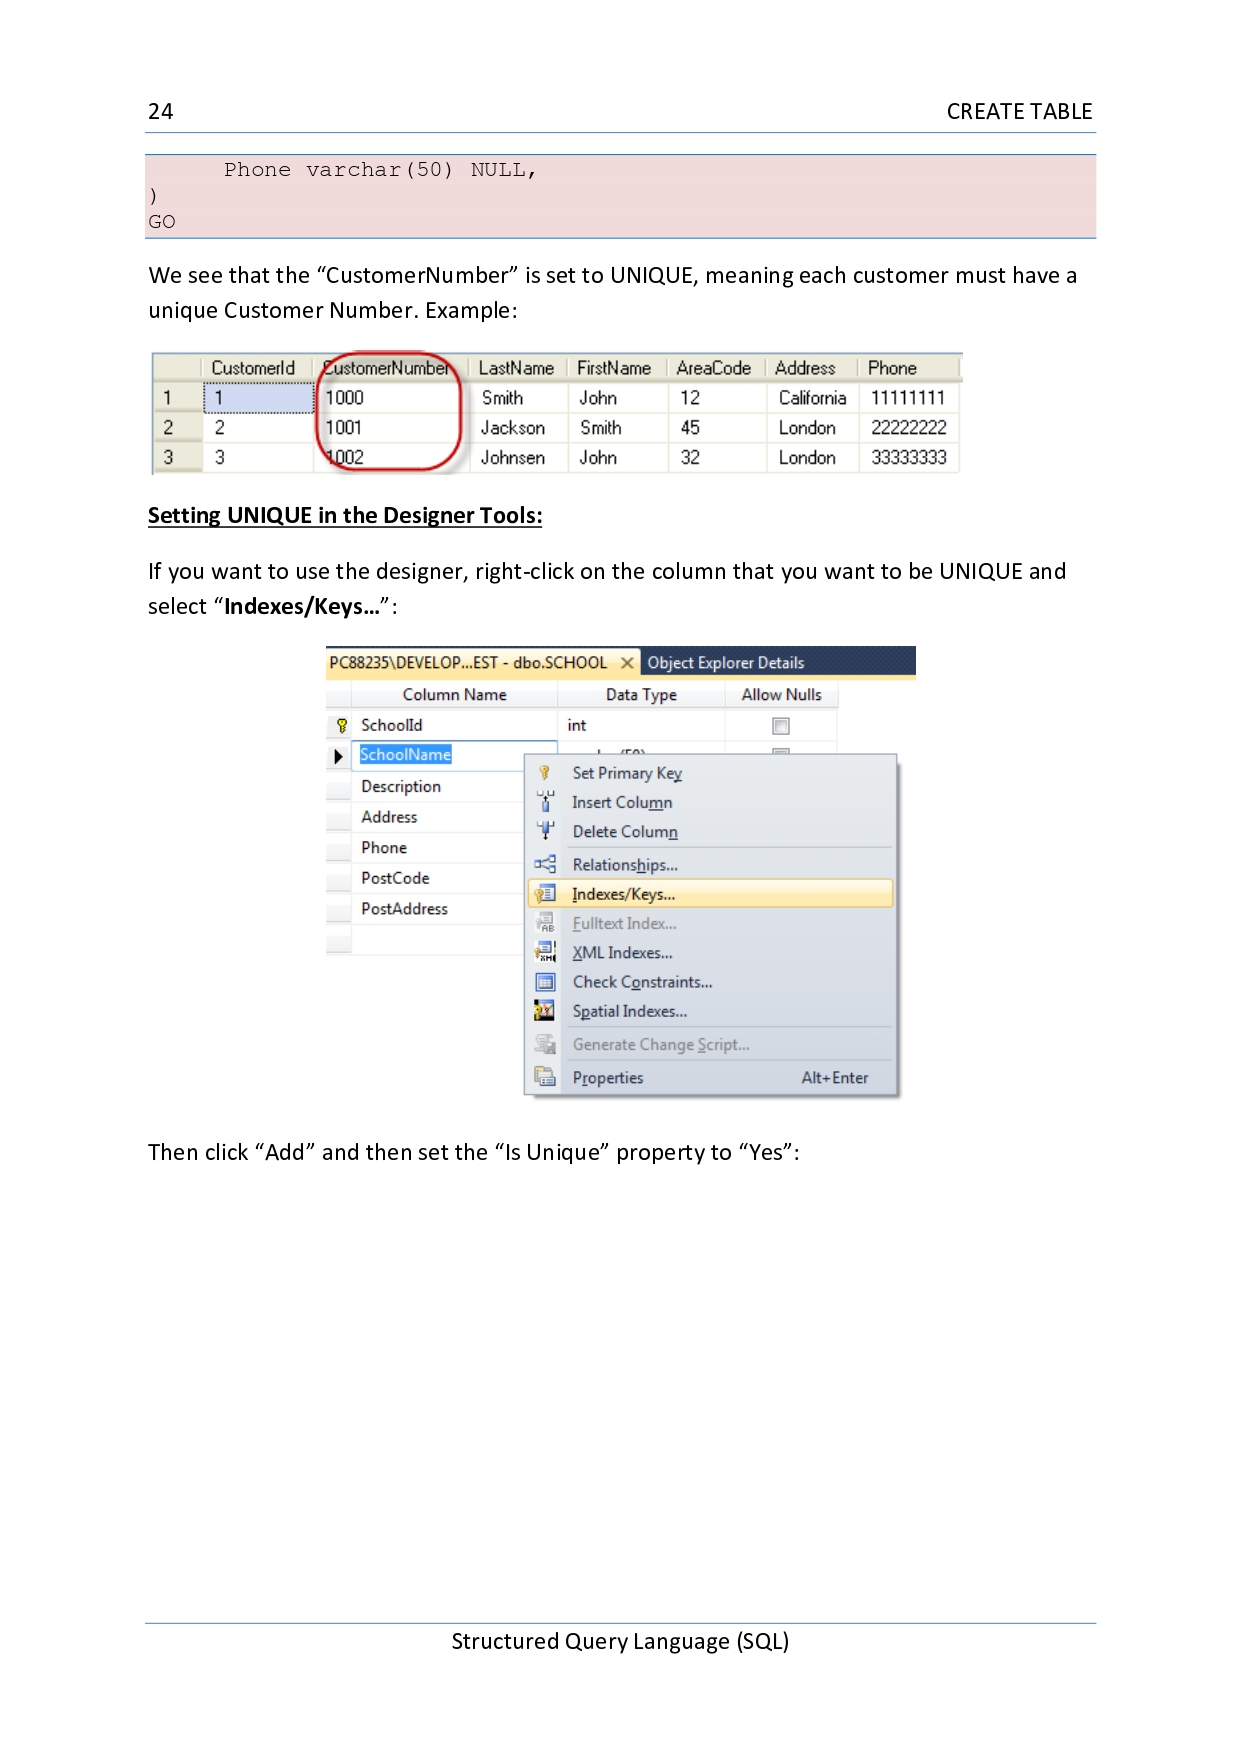 24 CREATE TABLE
Phone varchar(50) NULL,
)
GO
We see that the “CustomerNumber” is set to UNIQUE, meaning each customer must have a
unique Customer Number. Example:
CustomerId CustomerNumber LastName FirstName AreaCode Address Phone
1 1 1000 Smith John 12 California 11111111
2 2 1001 Jackson Smith 45 London 22222222
3 3 1002 Johnsen John 32 London 33333333
Setting UNIQUE in the Designer Tools:
If you want to use the designer, right-click on the column that you want to be UNIQUE and
select “Indexes/Keys…”:
PC88235\DEVELOP...EST - dbo.SCHOOL Object Explorer Details
Column Name Data Type Allow Nulls
SchoolId int
SchoolName
Description
Address
Phone
PostCode
PostAddress
Set Primary Key
Insert Column
Delete Column
Relationships...
Indexes/Keys...
Fulltext Index...
XML Indexes...
Check Constraints...
Spatial Indexes...
Generate Change Script...
Properties Alt+Enter
Then click “Add” and then set the “Is Unique” property to “Yes”:
Structured Query Language (SQL)